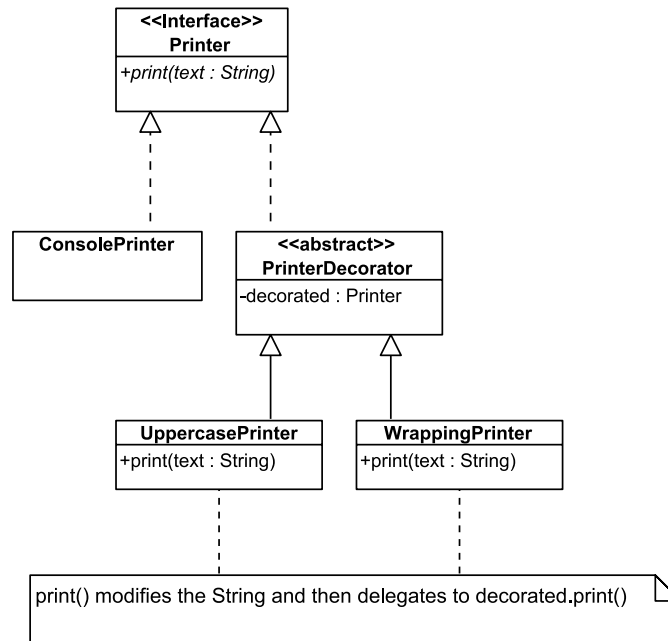 <<Interface>>
Printer
+print(text : String)
ConsolePrinter
<<abstract>>
PrinterDecorator
-decorated : Printer
UppercasePrinter
+print(text : String)
WrappingPrinter
+print(text : String)
print() modifies the String and then delegates to decorated.print()